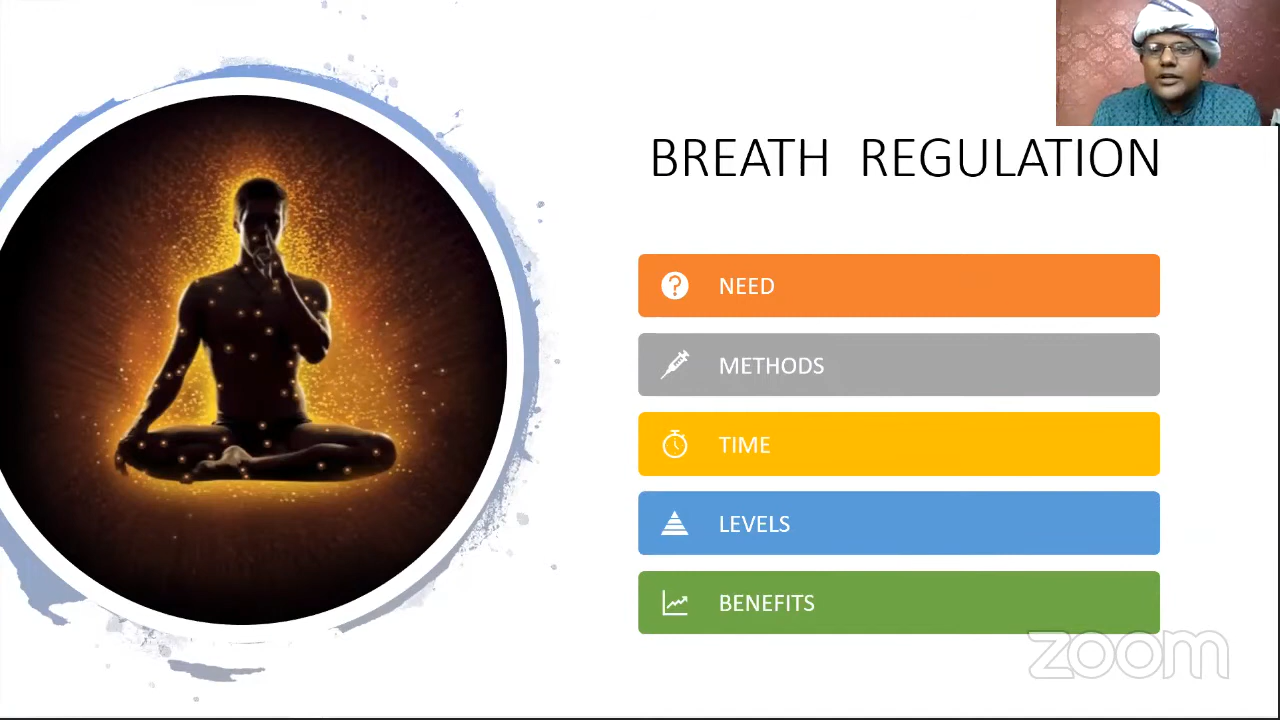 BREATH REGULATION
NEED
METHODS
TIME
LEVELS
BENEFITS
zoom